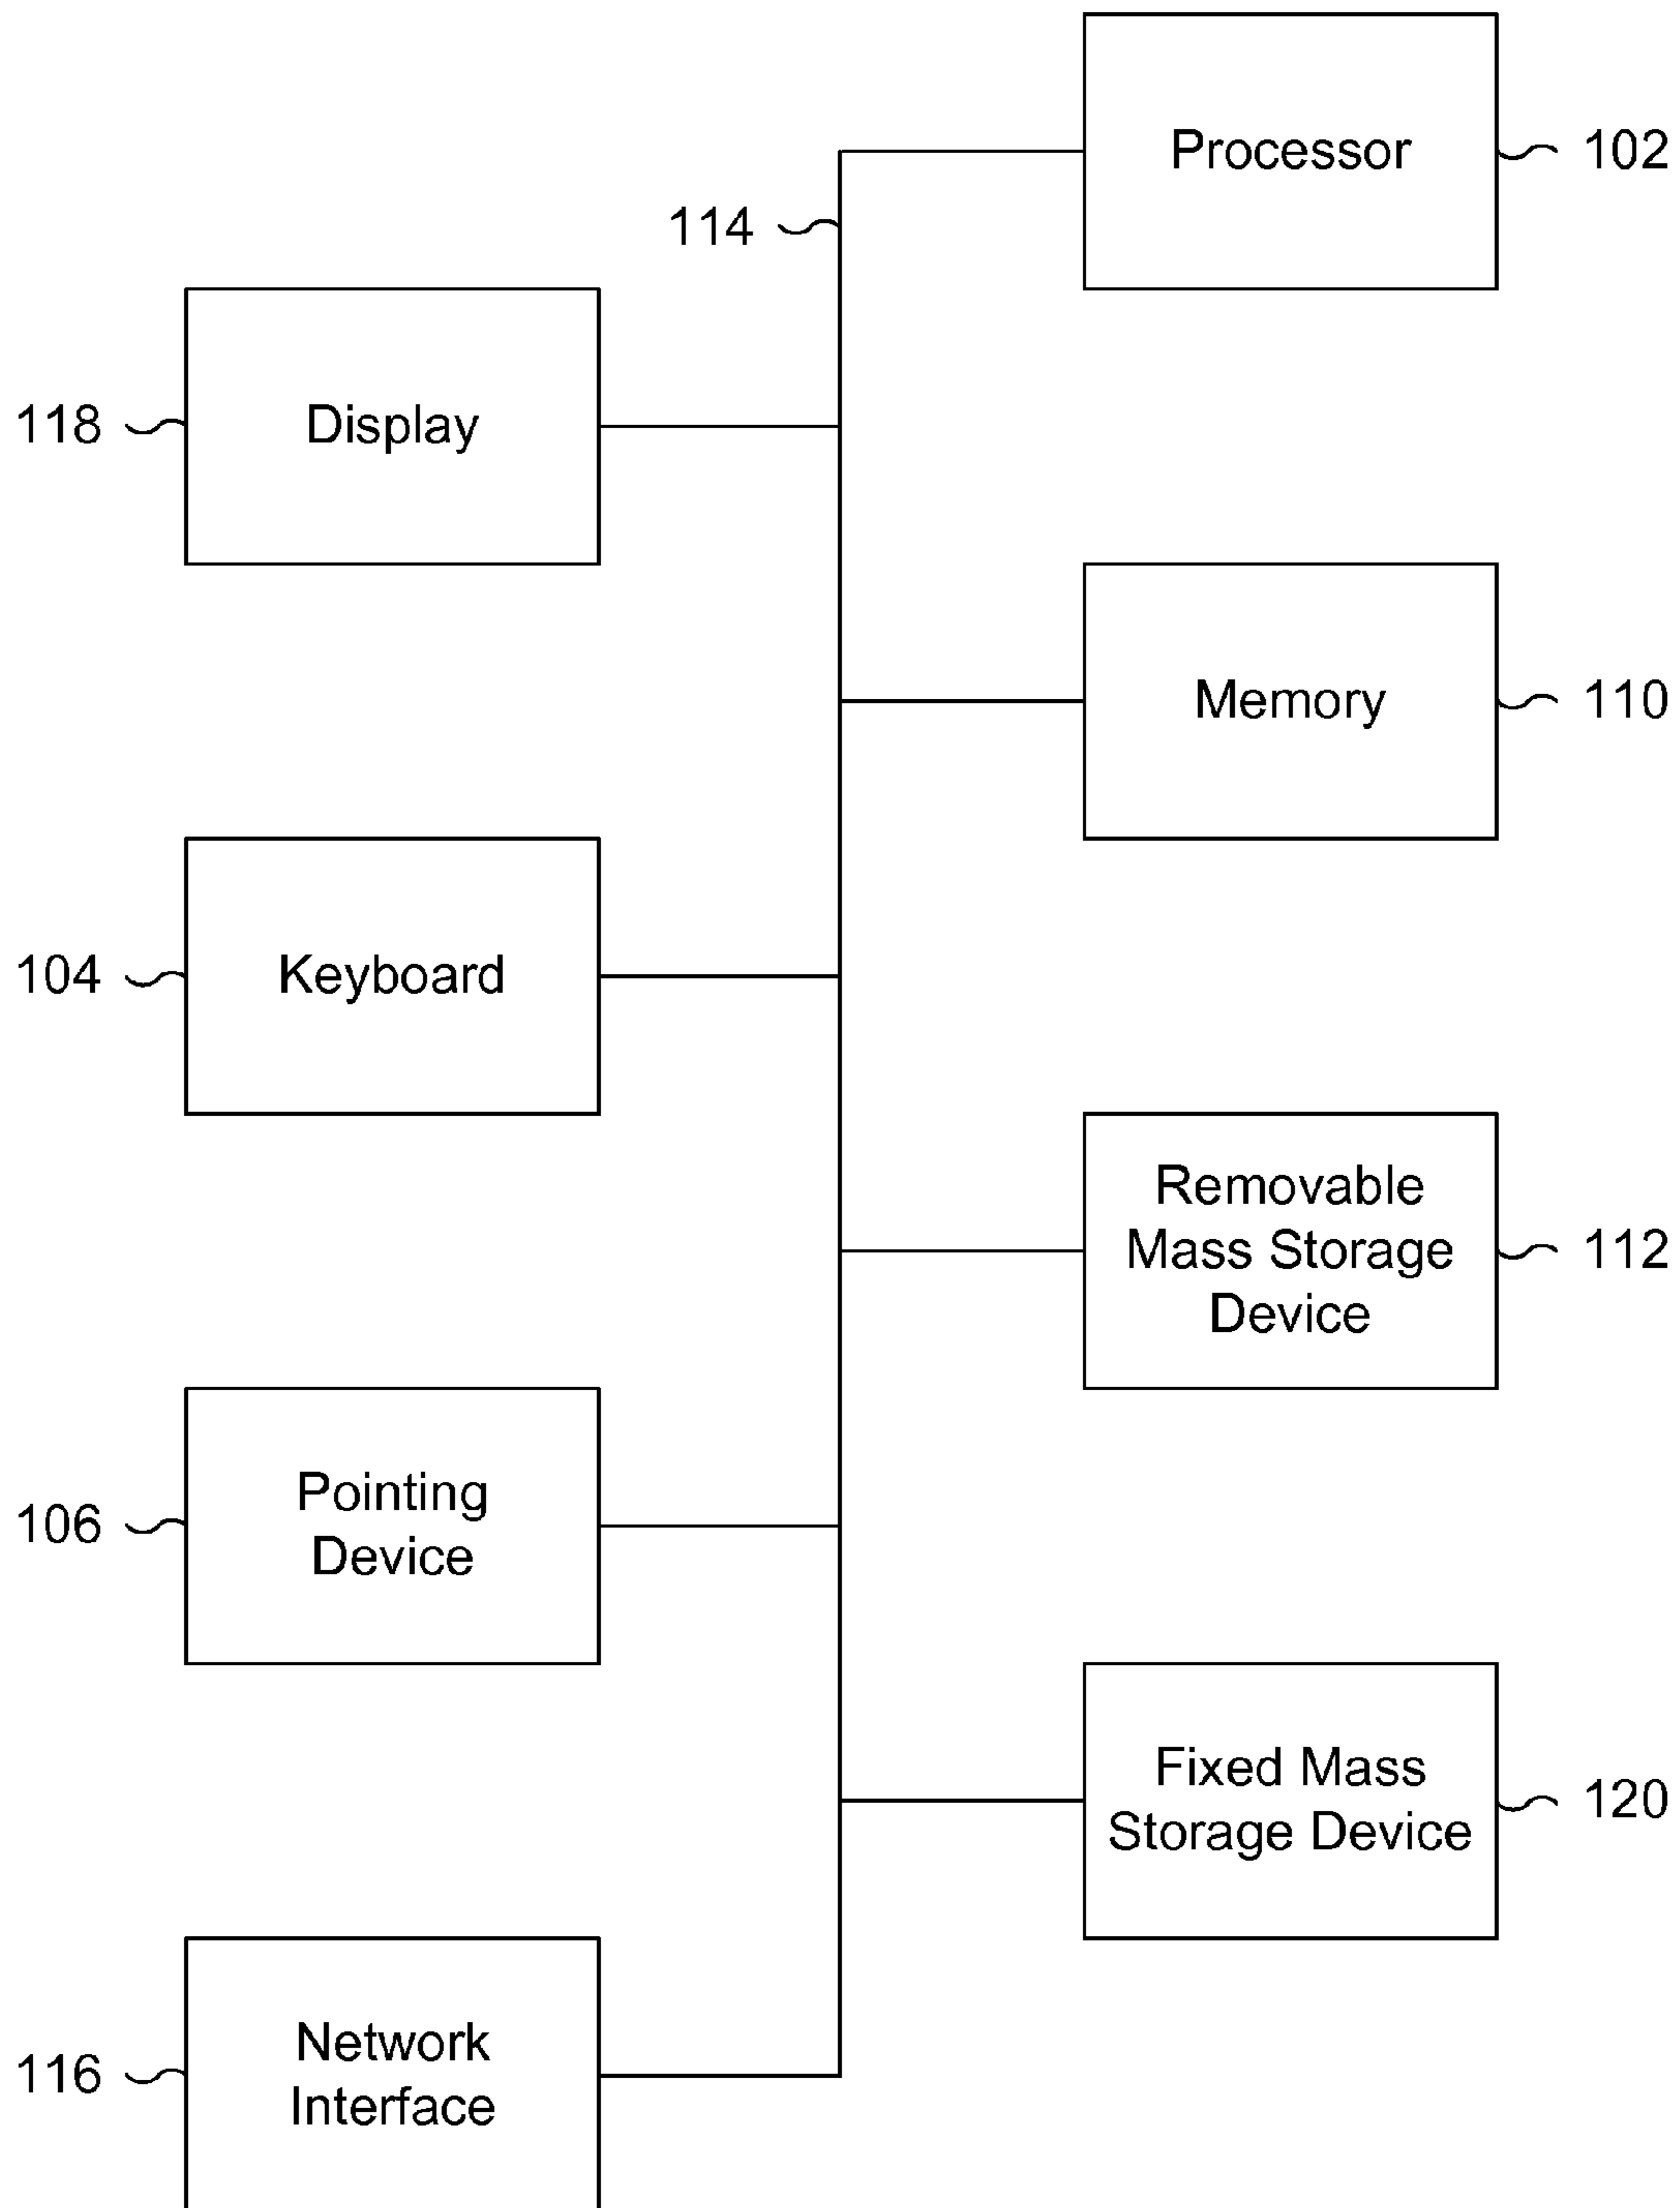 Processor
102
114
118
Display
Memory
110
104
Keyboard
Removable
Mass Storage
Device
112
106
Pointing
Device
Fixed Mass
Storage Device
120
116
Network
Interface